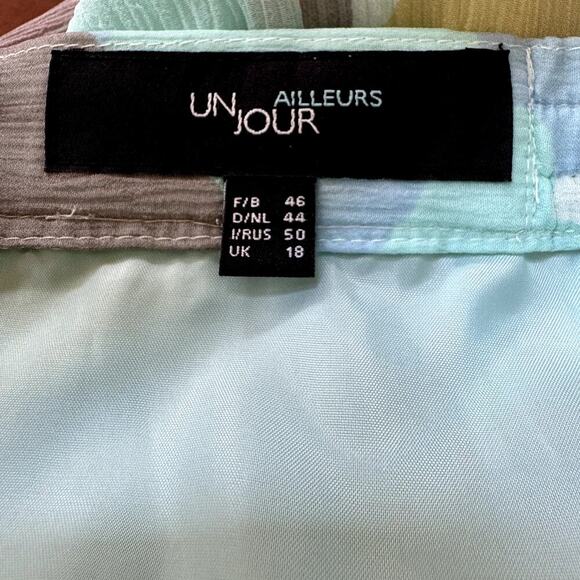 UN AILLEURS
JOUR
F/B 46
D/NL 44
I/RUS 50
UK 18